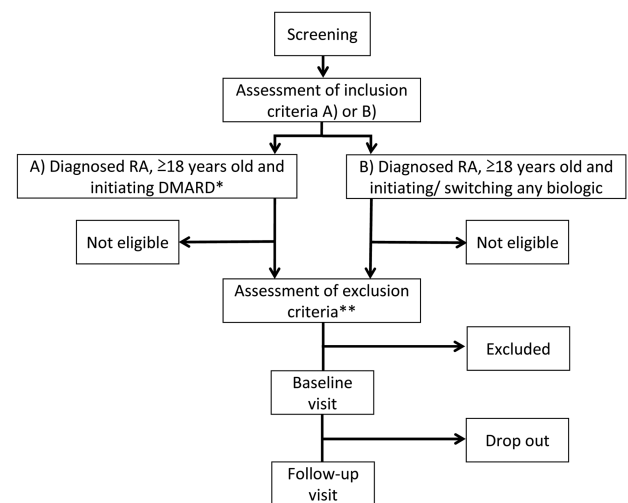 Screening
Assessment of inclusion
criteria A) or B)
A) Diagnosed RA, ≥18 years old and
initiating DMARD*
B) Diagnosed RA, ≥18 years old and
initiating/ switching any biologic
Not eligible
Not eligible
Assessment of exclusion
criteria**
Excluded
Baseline
visit
Drop out
Follow-up
visit